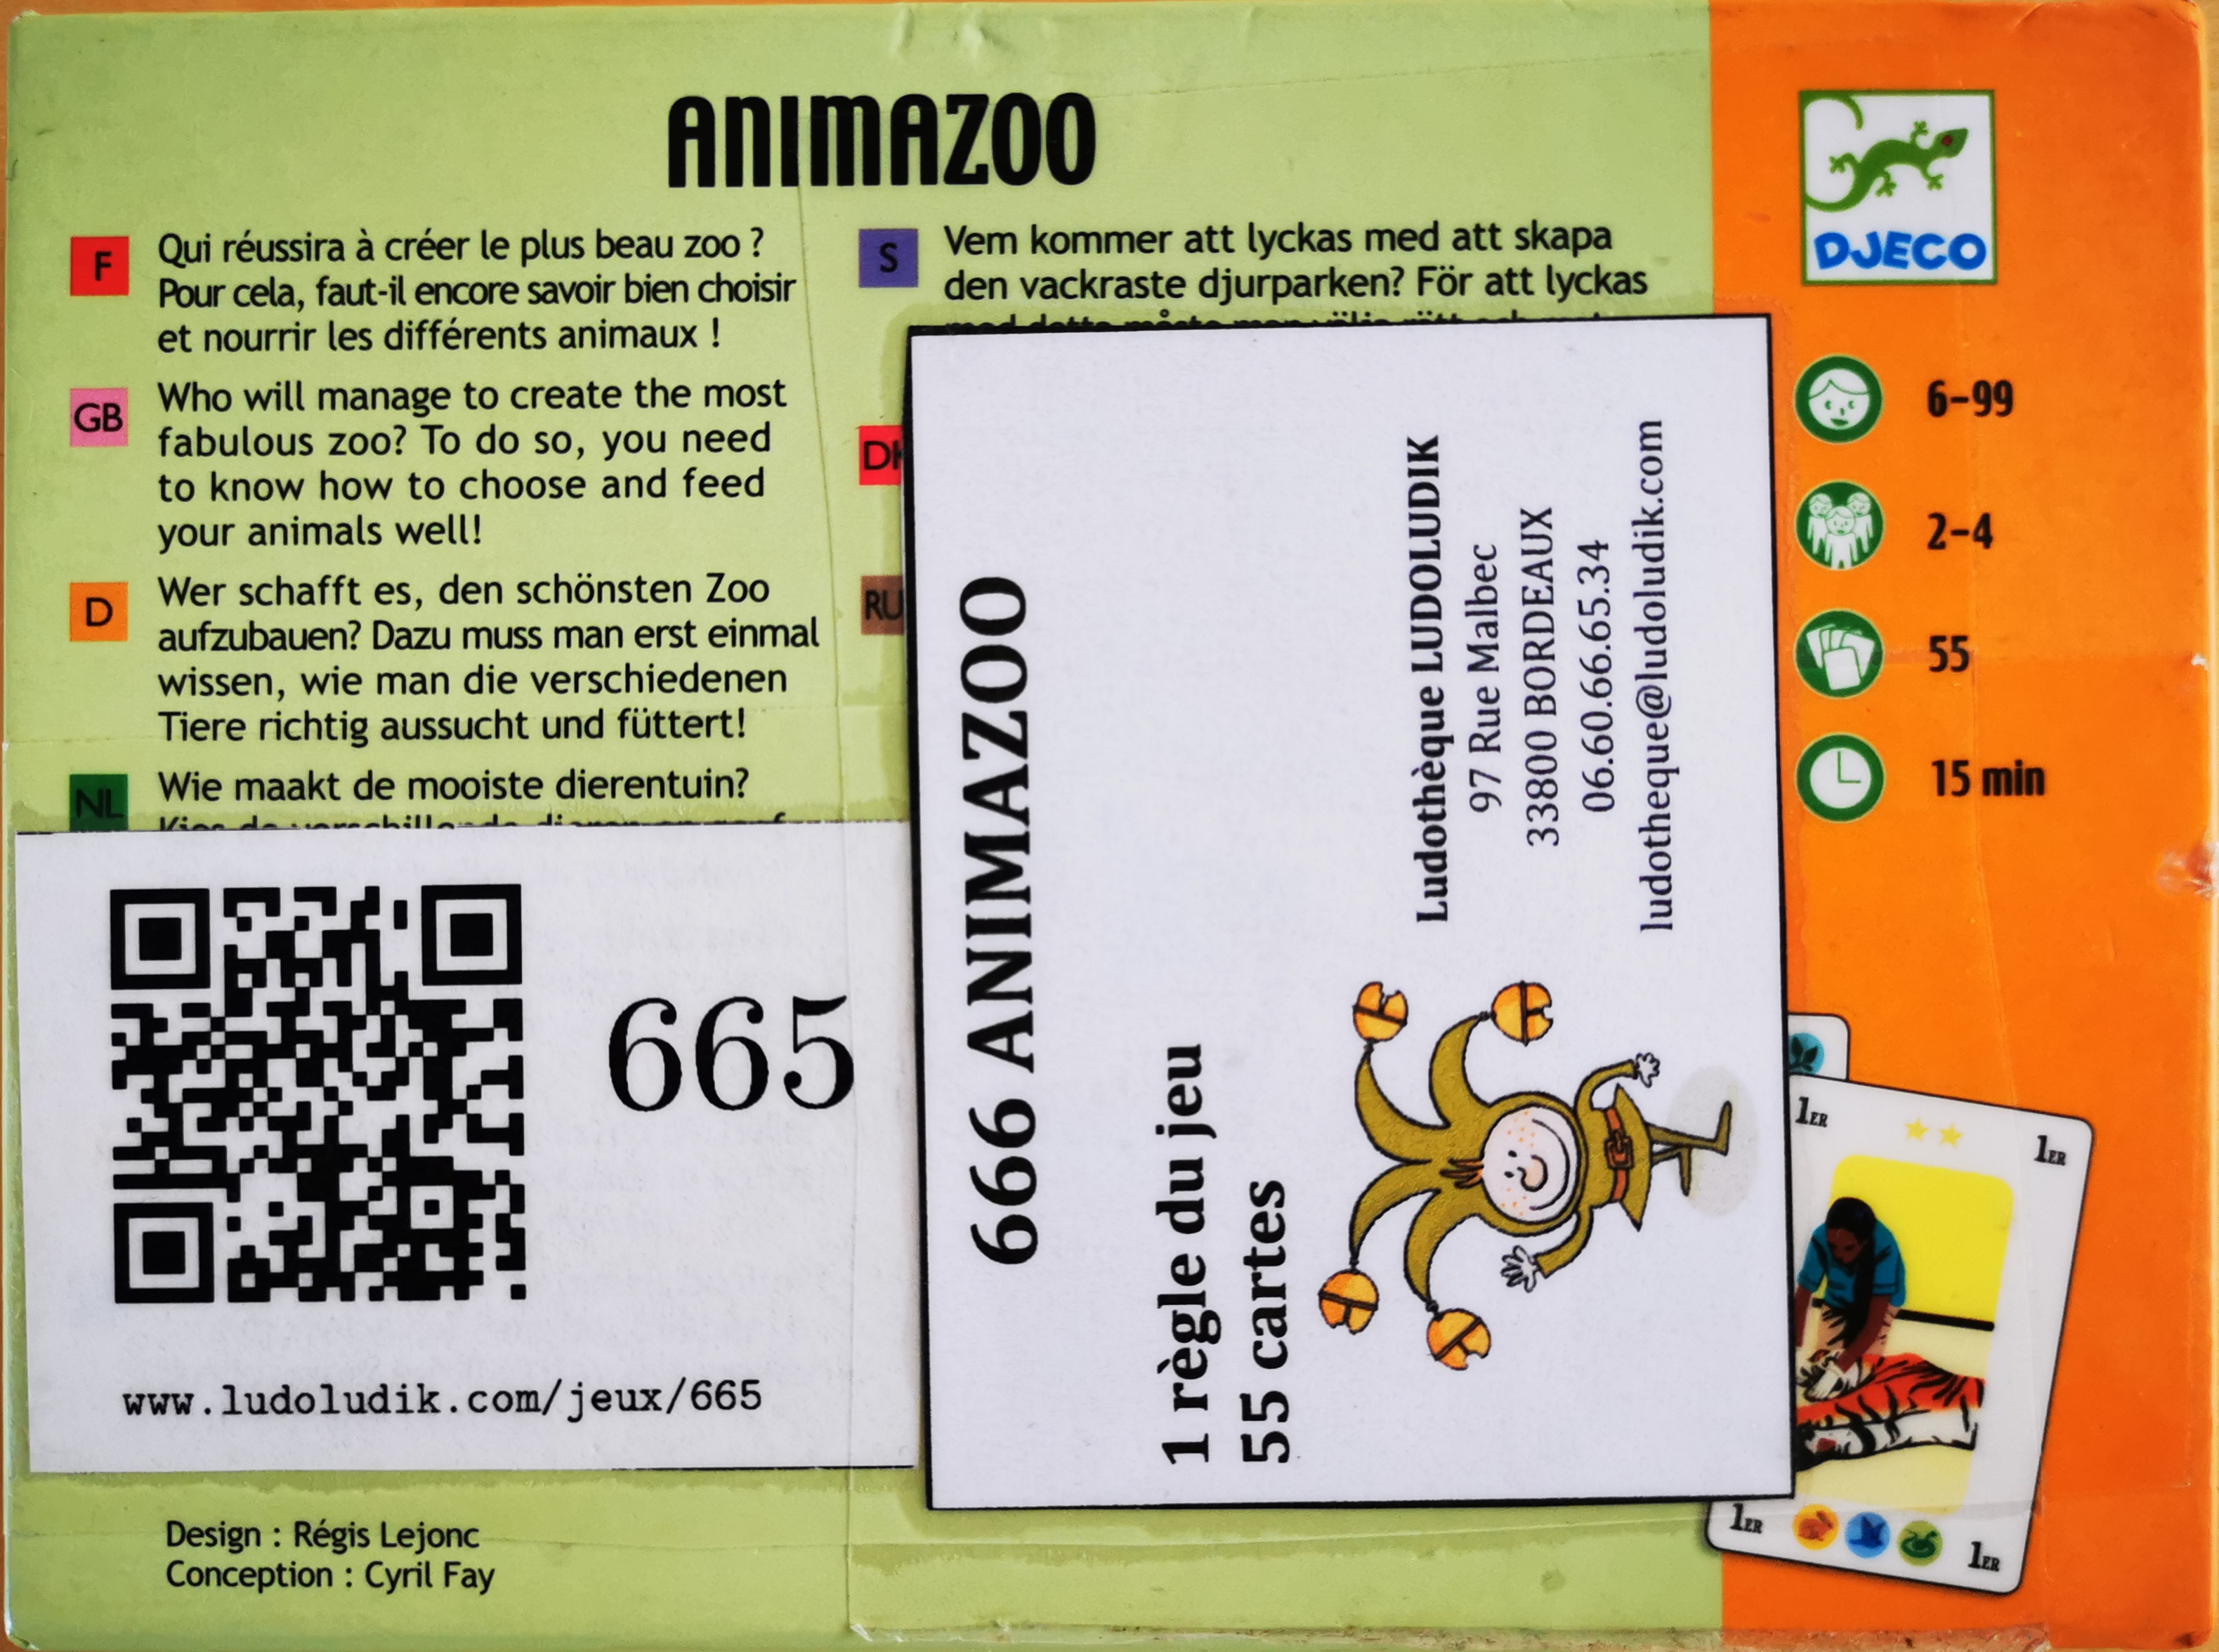 ANIMAZOO
F
Qui réussira à créer le plus beau zoo ?
Pour cela, faut-il encore savoir bien choisir
et nourrir les différents animaux !
GB
Who will manage to create the most
fabulous zoo? To do so, you need
to know how to choose and feed
your animals well!
D
Wer schafft es, den schönsten Zoo
aufzubauen? Dazu muss man erst einmal
wissen, wie man die verschiedenen
Tiere richtig aussucht und füttert!
NL
Wie maakt de mooiste dierentuin?
S
Vem kommer att lyckas med att skapa
den vackraste djurparken? För att lyckas
RU
DJECO
6-99
2-4
55
15 min
665
www.ludoludik.com/jeux/665
666 ANIMAZOO
1 règle du jeu
55 cartes
Ludothèque LUDOLUDIK
97 Rue Malbec
33800 BORDEAUX
06.60.66.65.34
ludotheque@ludoludik.com
1ER
1ER
1ER
1ER
Design : Régis Lejonc
Conception : Cyril Fay